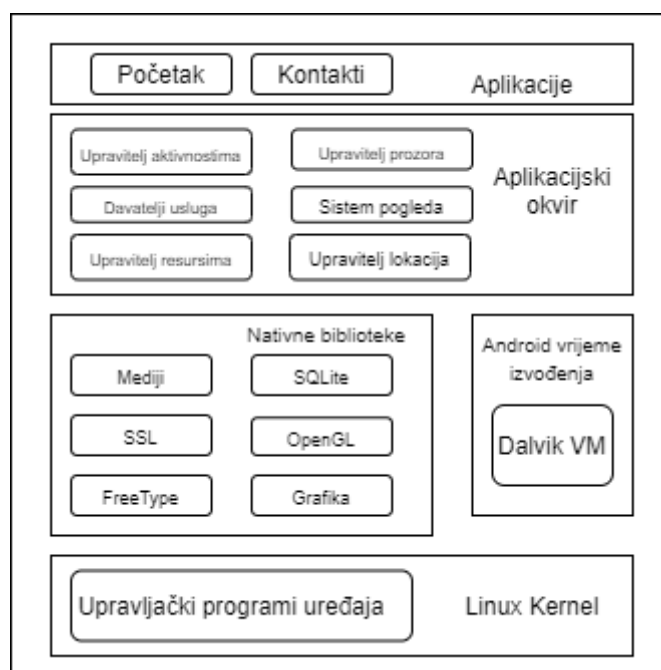 Početak
Kontakti
Aplikacije
Upravitelj aktivnostima
Upravitelj prozora
Aplikacijski
okvir
Davatelji usluga
Sistem pogleda
Upravitelj resursima
Upravitelj lokacija
Nativne biblioteke
Mediji
SQLite
SSL
OpenGL
FreeType
Grafika
Android vrijeme
izvođenja
Dalvik VM
Upravljački programi uređaja
Linux Kernel